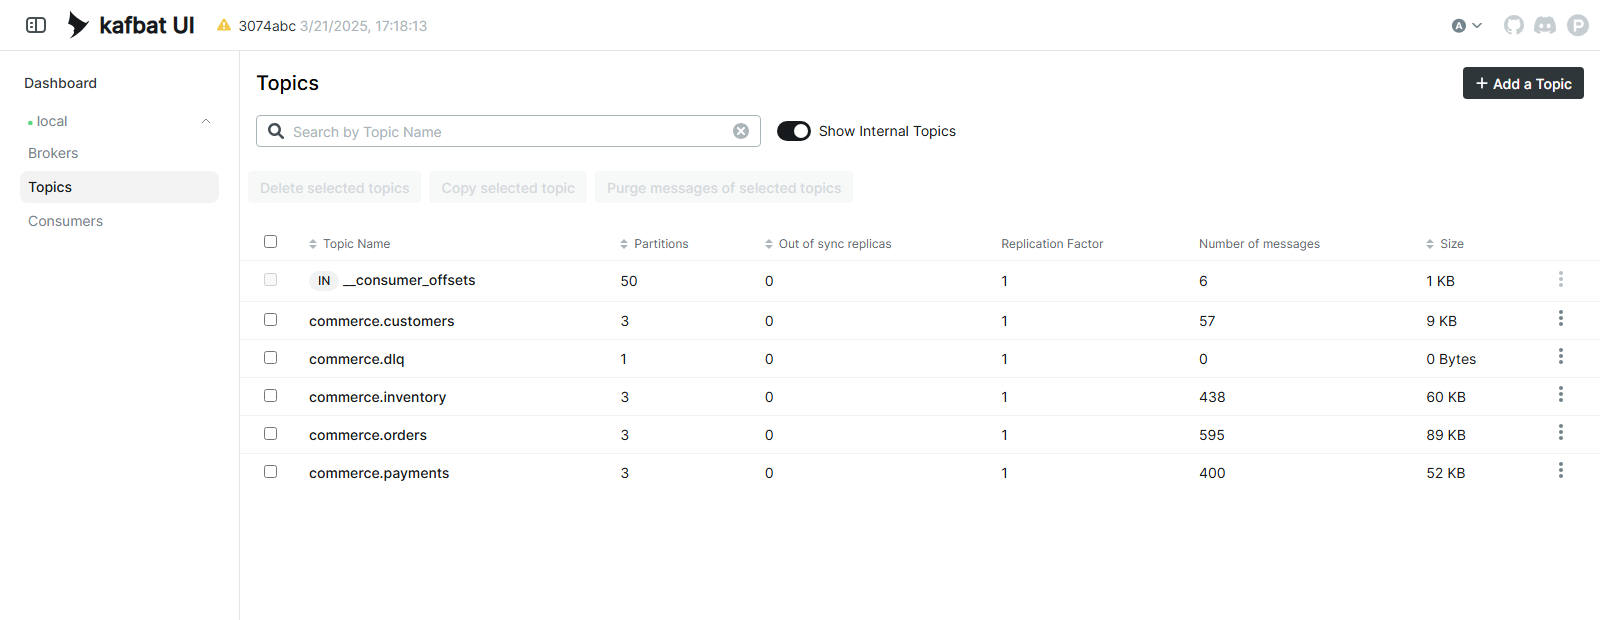 kafbat UI 3074abc 3/21/2025, 17:18:13 A P
Dashboard
local
Brokers
Topics
Consumers
Topics
+ Add a Topic
Search by Topic Name
Show Internal Topics
Delete selected topics Copy selected topic Purge messages of selected topics
Topic Name Partitions Out of sync replicas Replication Factor Number of messages Size
IN __consumer_offsets 50 0 1 6 1 KB
commerce.customers 3 0 1 57 9 KB
commerce.dlq 1 0 1 0 0 Bytes
commerce.inventory 3 0 1 438 60 KB
commerce.orders 3 0 1 595 89 KB
commerce.payments 3 0 1 400 52 KB